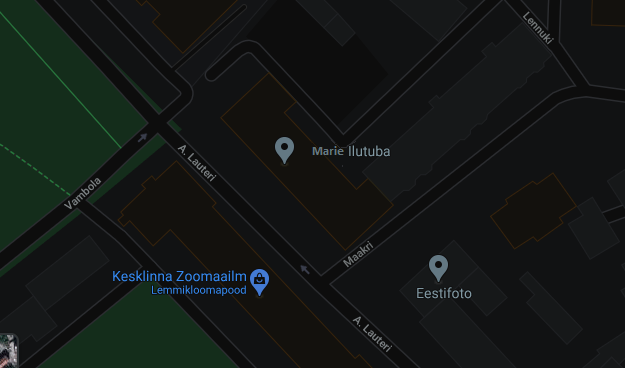 Lennuki
Marie Ilutuba
A. Lauteri
Vambola
Maakri
Kesklinna Zoomaailm
Lemmikloomapood
Eestifoto
A. Lauteri